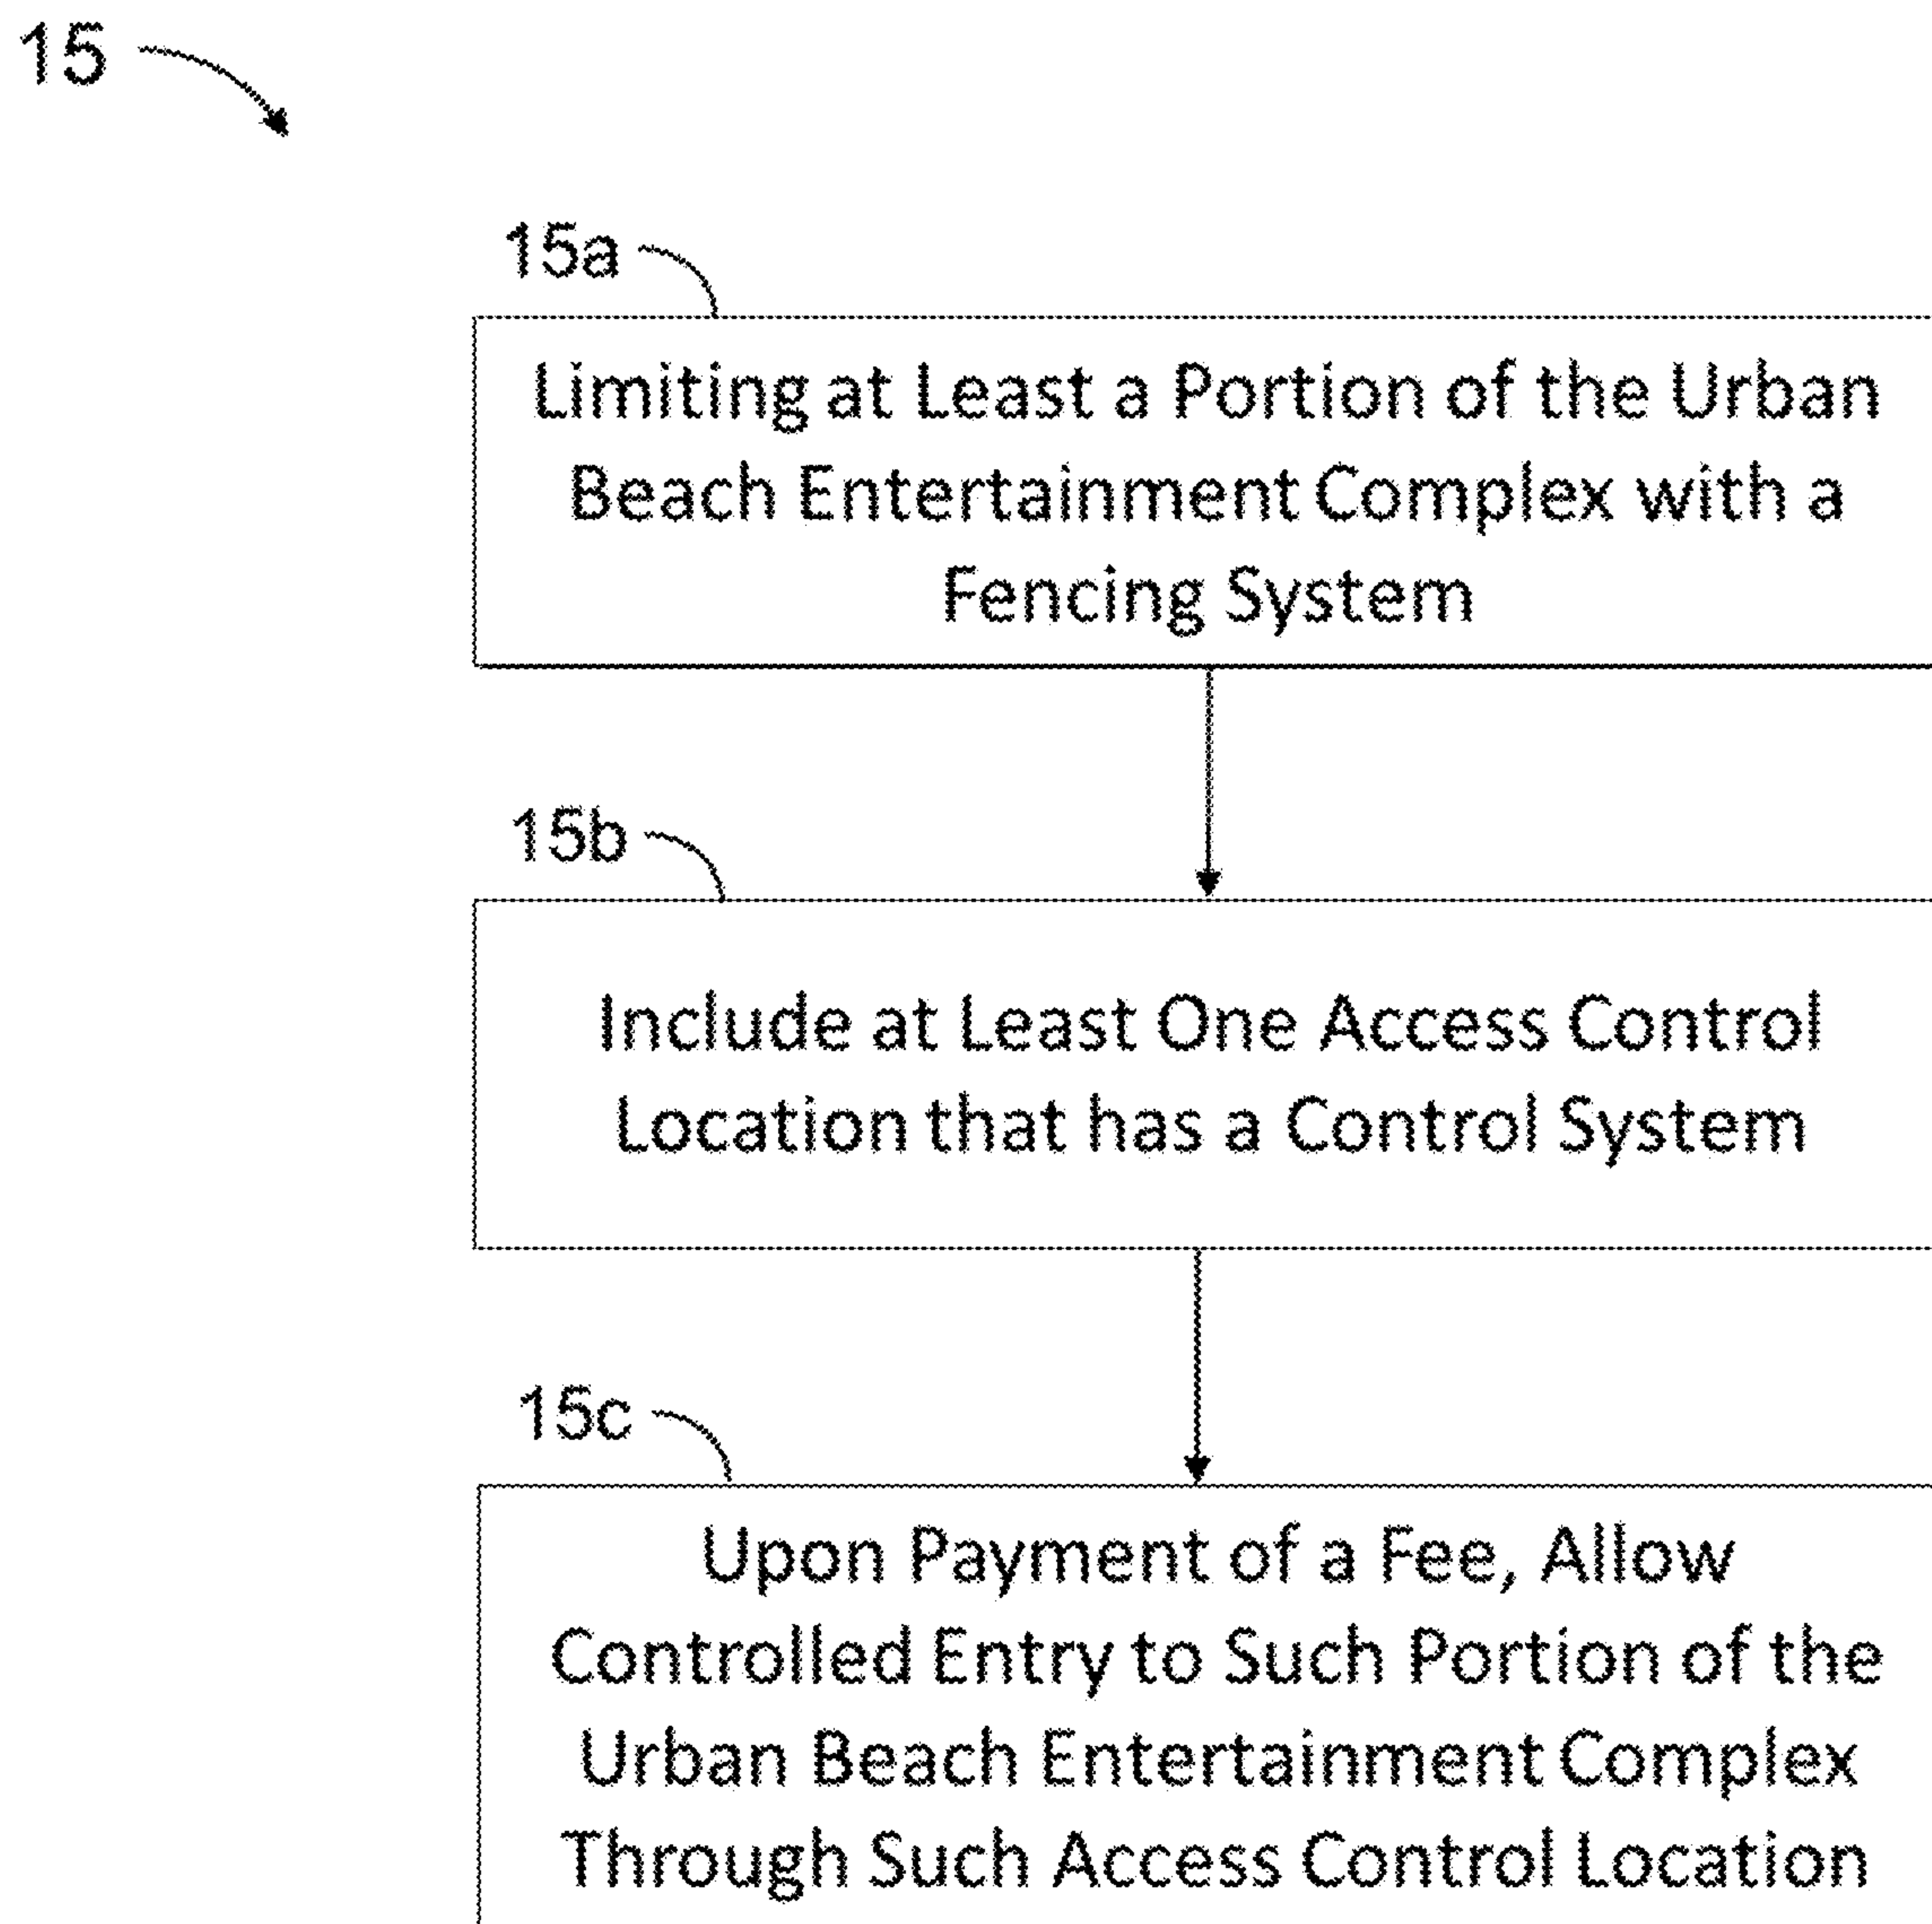 15
15a
Limiting at Least a Portion of the Urban
Beach Entertainment Complex with a
Fencing System
15b
Include at Least One Access Control
Location that has a Control System
15c
Upon Payment of a Fee, Allow
Controlled Entry to Such Portion of the
Urban Beach Entertainment Complex
Through Such Access Control Location